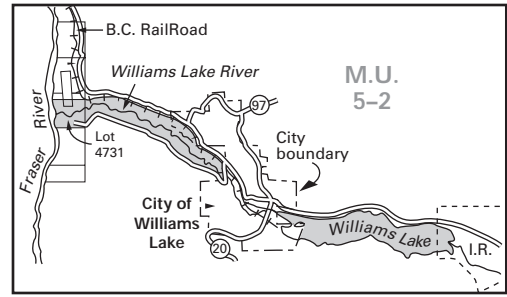 B.C. RailRoad
Williams Lake River
M.U.
5–2
97
Fraser River
Lot
4731
City
boundary
City of
Williams
Lake
20
Williams Lake
I.R.